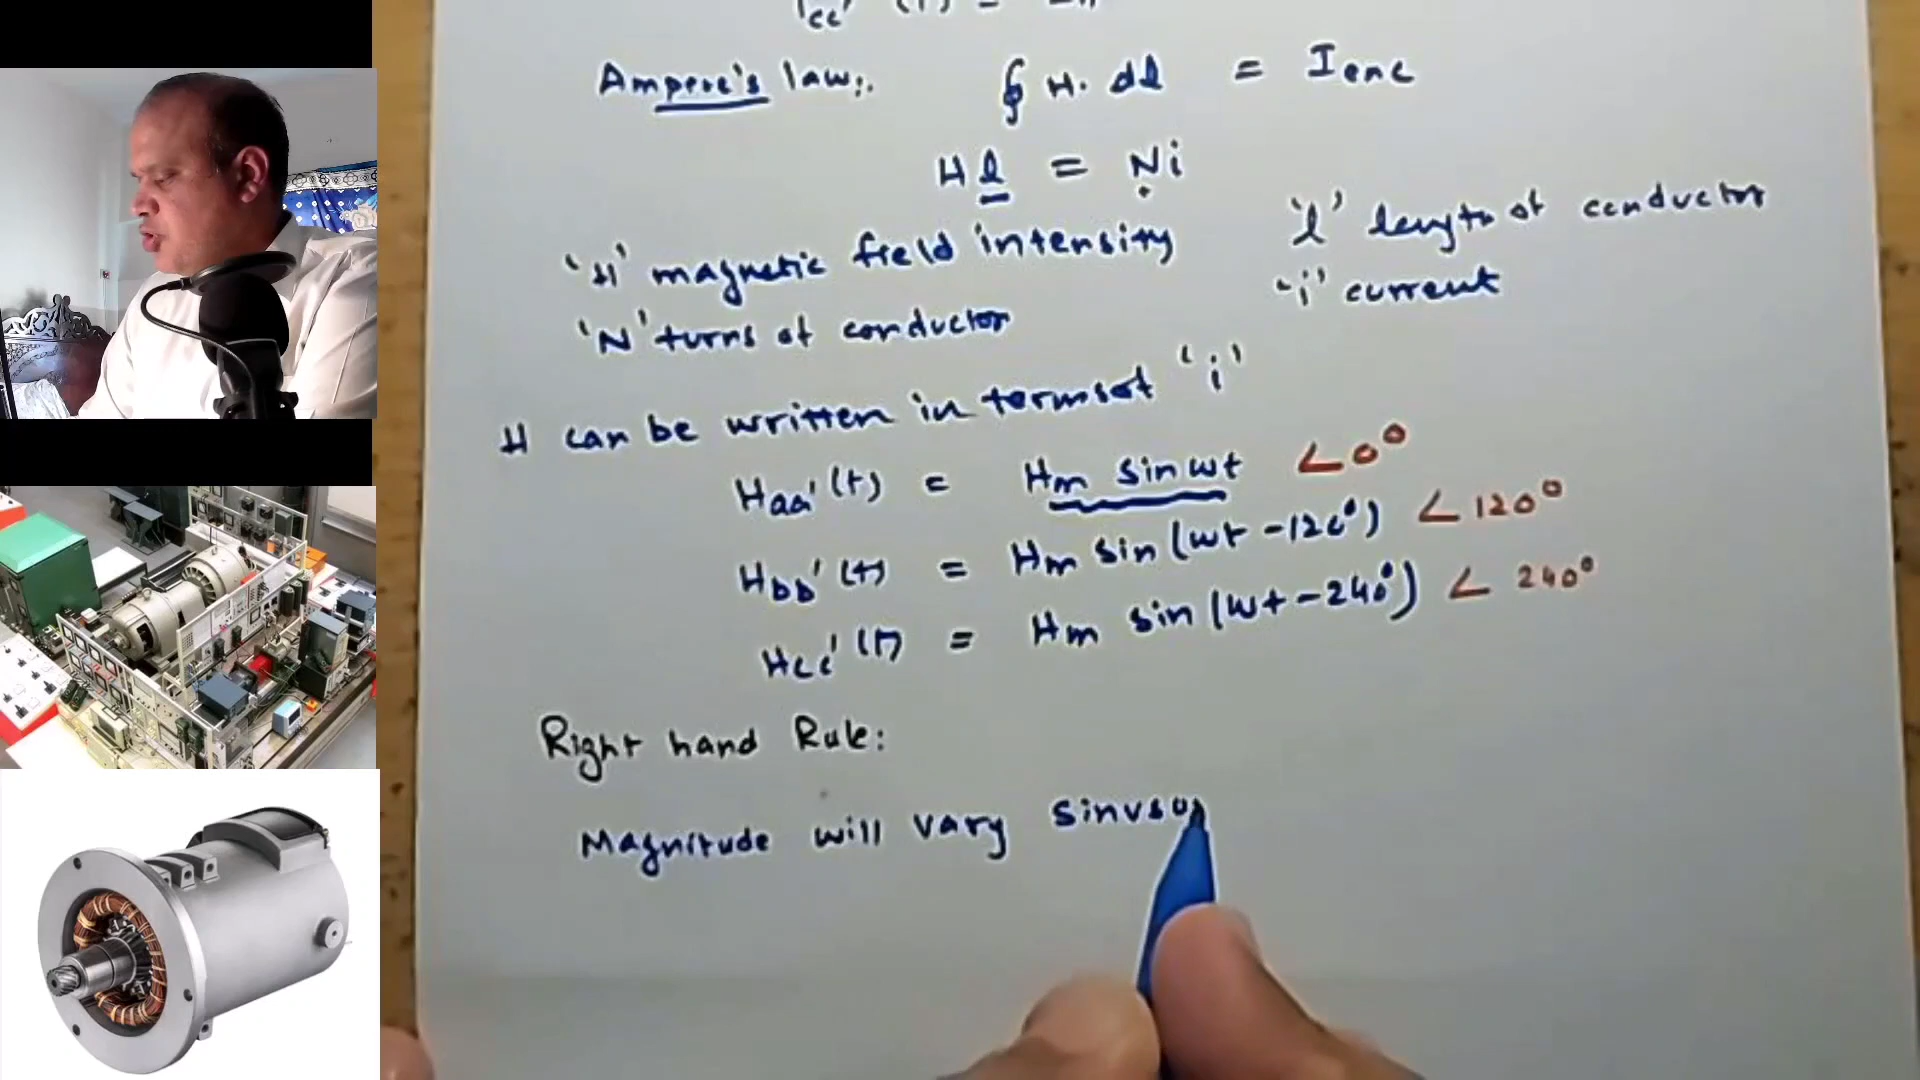 Ampere's law:. ∮ H. dl = Ienc
H l = Ni
'H' magnetic field intensity 'l' length of conductor
'N' turns of conductor 'i' current
H can be written in terms of 'i'
Haa'(t) = Hm sin wt ∠0°
Hbb'(t) = Hm sin (wt - 120°) ∠120°
Hcc'(t) = Hm sin (wt - 240°) ∠ 240°
Right hand Rule:
Magnitude will vary sinuso